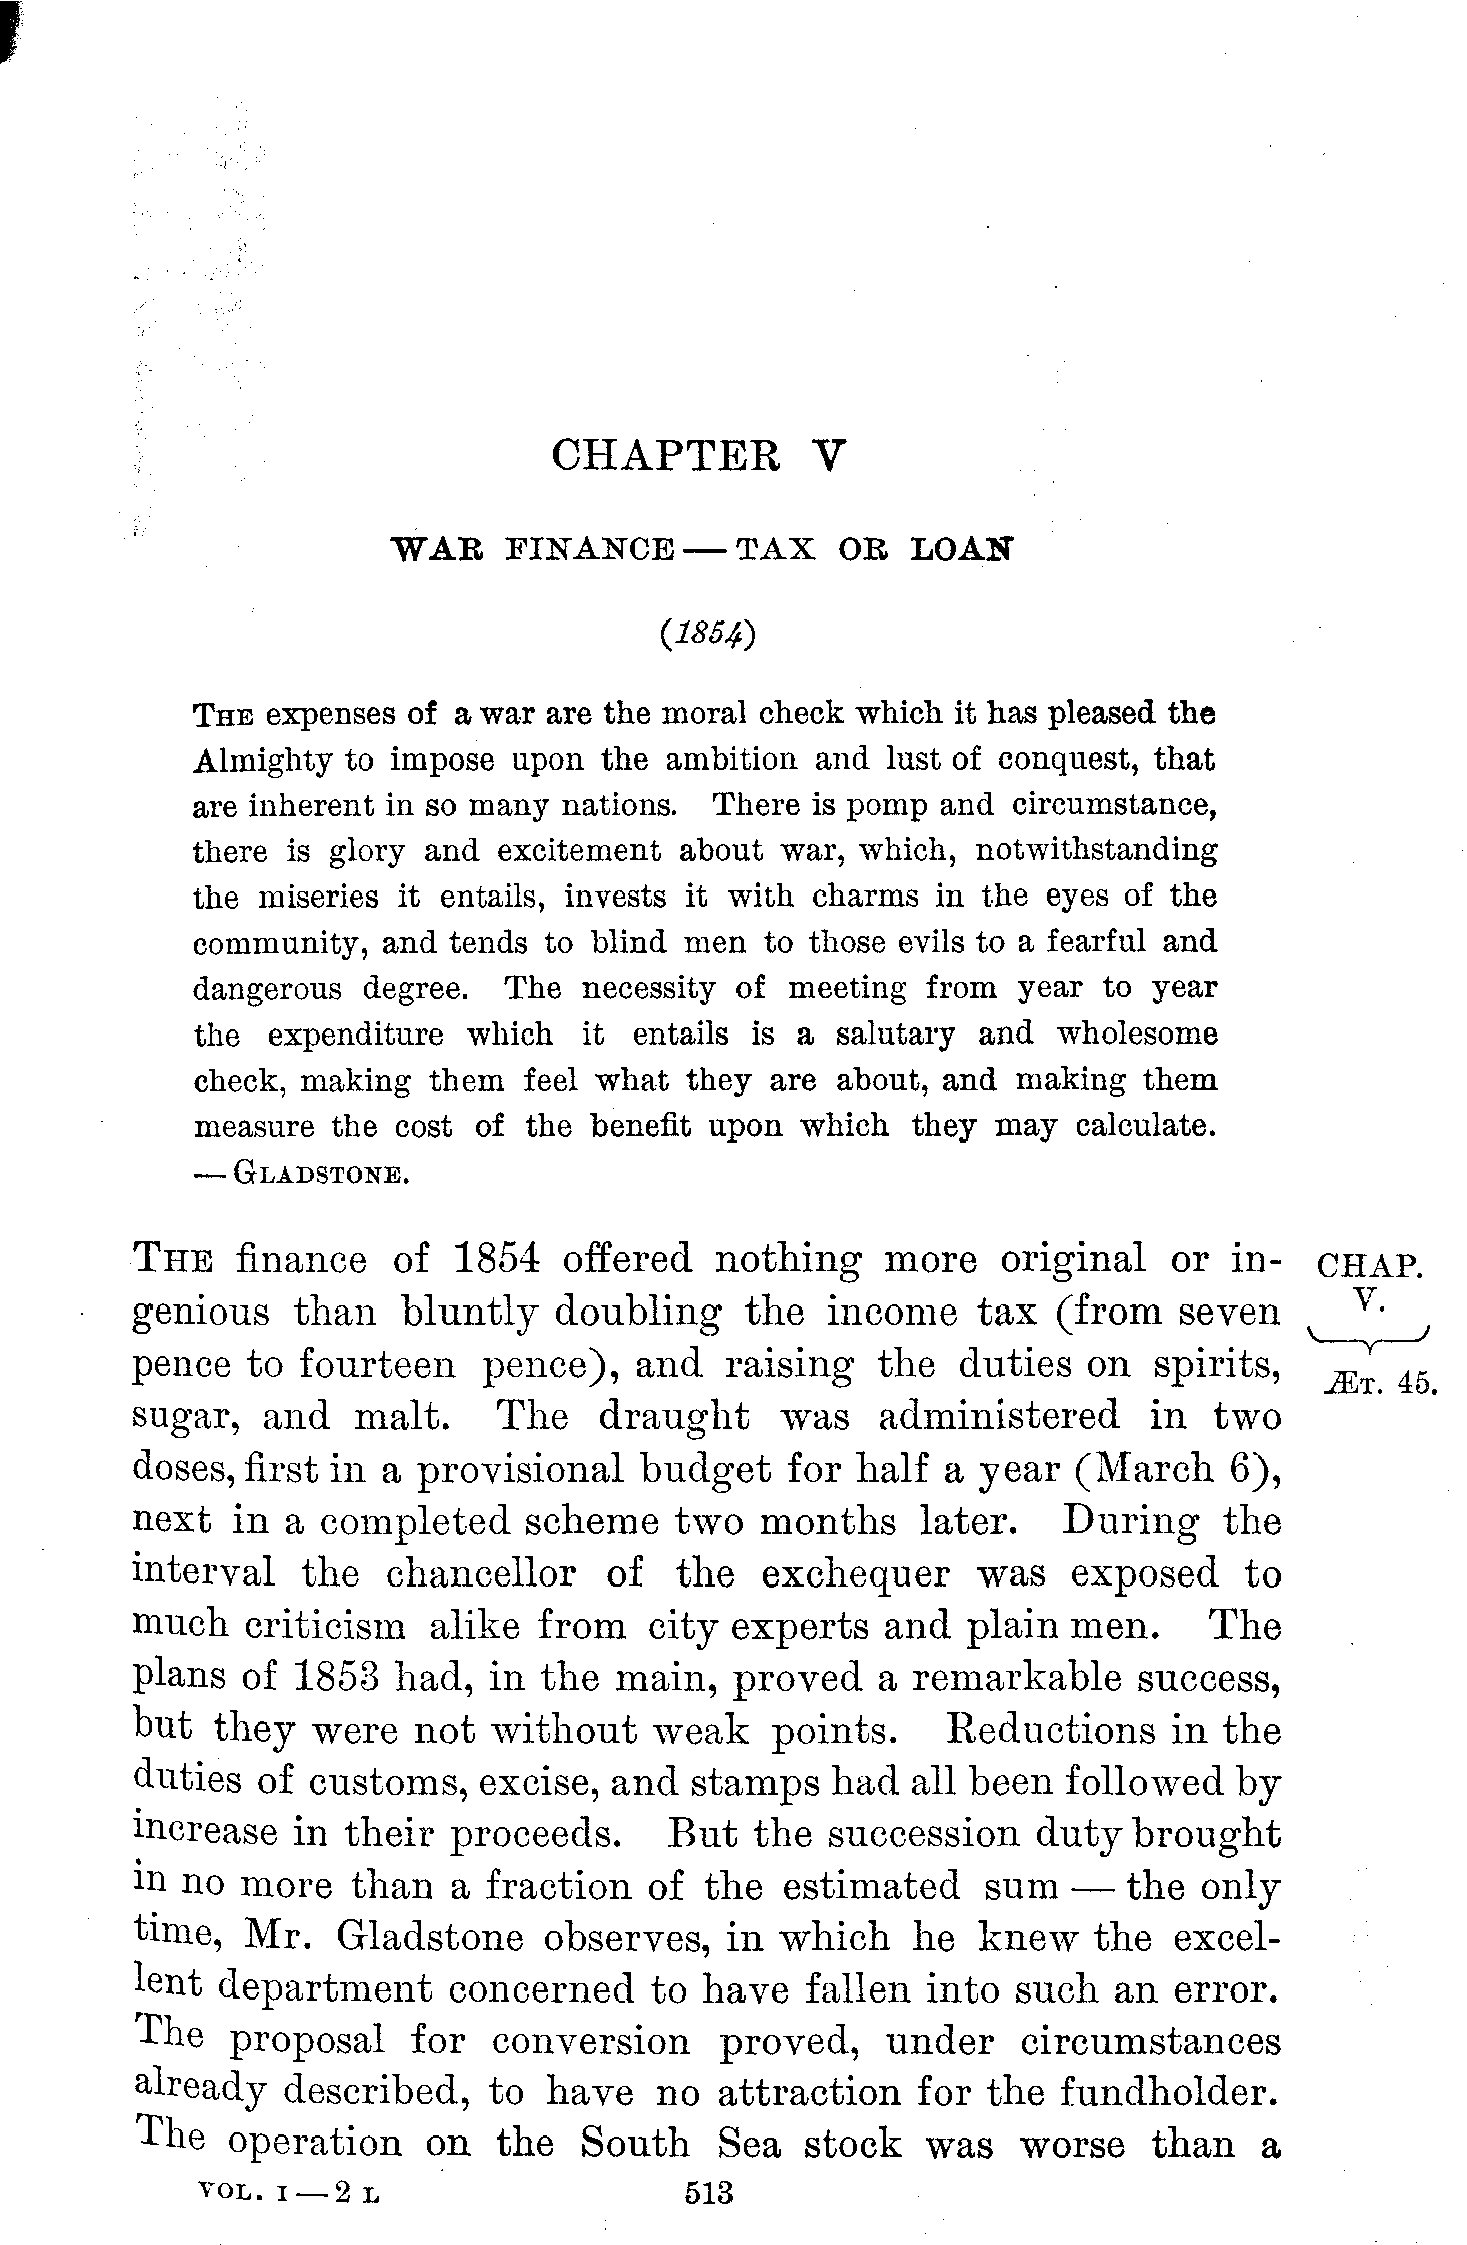 CHAPTER V
WAR FINANCE — TAX OR LOAN
(1854)
THE expenses of a war are the moral check which it has pleased the
Almighty to impose upon the ambition and lust of conquest, that
are inherent in so many nations. There is pomp and circumstance,
there is glory and excitement about war, which, notwithstanding
the miseries it entails, invests it with charms in the eyes of the
community, and tends to blind men to those evils to a fearful and
dangerous degree. The necessity of meeting from year to year
the expenditure which it entails is a salutary and wholesome
check, making them feel what they are about, and making them
measure the cost of the benefit upon which they may calculate.
— GLADSTONE.
THE finance of 1854 offered nothing more original or in-
genious than bluntly doubling the income tax (from seven
pence to fourteen pence), and raising the duties on spirits,
sugar, and malt. The draught was administered in two
doses, first in a provisional budget for half a year (March 6),
next in a completed scheme two months later. During the
interval the chancellor of the exchequer was exposed to
much criticism alike from city experts and plain men. The
plans of 1853 had, in the main, proved a remarkable success,
but they were not without weak points. Reductions in the
duties of customs, excise, and stamps had all been followed by
increase in their proceeds. But the succession duty brought
in no more than a fraction of the estimated sum — the only
time, Mr. Gladstone observes, in which he knew the excel-
lent department concerned to have fallen into such an error.
The proposal for conversion proved, under circumstances
already described, to have no attraction for the fundholder.
The operation on the South Sea stock was worse than a
CHAP.
V.
ÆT. 45.
VOL. I — 2 L
513